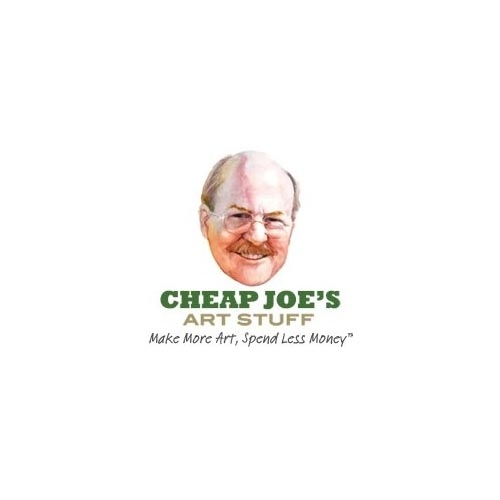 CHEAP JOE'S
ART STUFF
Make More Art, Spend Less Money™